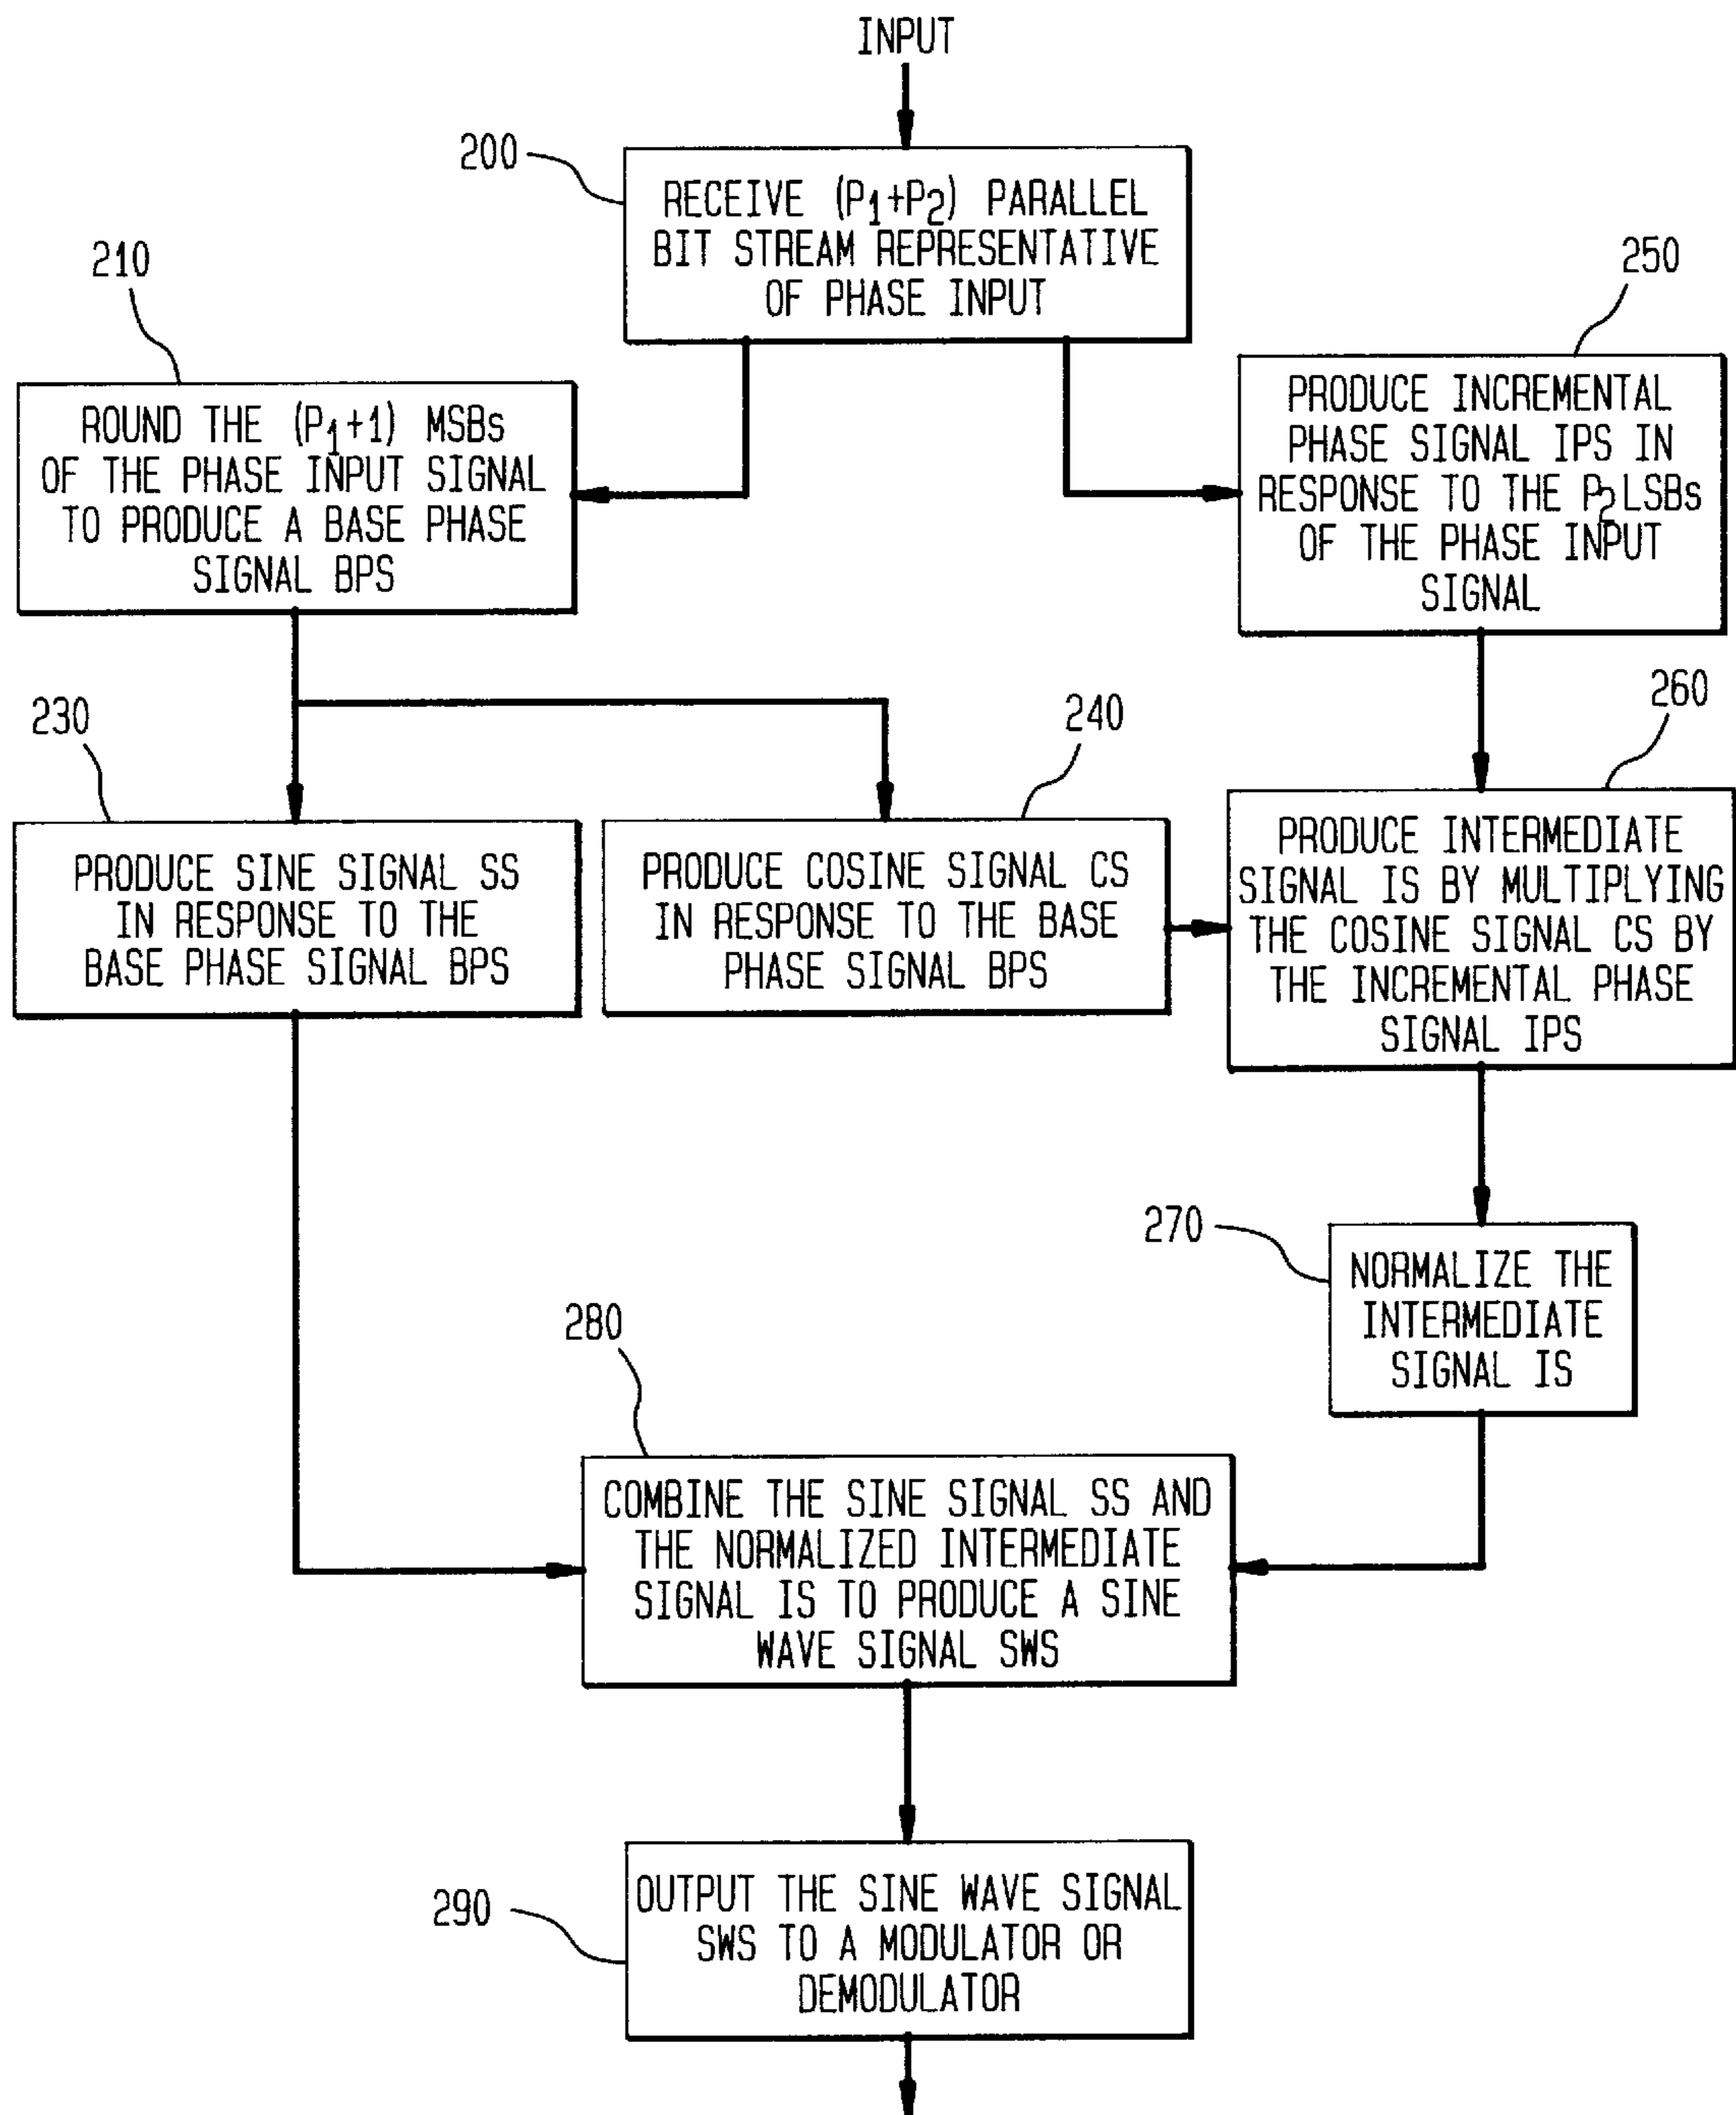 INPUT
200
RECEIVE (P1+P2) PARALLEL
BIT STREAM REPRESENTATIVE
OF PHASE INPUT
210
ROUND THE (P1+1) MSBs
OF THE PHASE INPUT SIGNAL
TO PRODUCE A BASE PHASE
SIGNAL BPS
250
PRODUCE INCREMENTAL
PHASE SIGNAL IPS IN
RESPONSE TO THE P2 LSBs
OF THE PHASE INPUT
SIGNAL
230
PRODUCE SINE SIGNAL SS
IN RESPONSE TO THE
BASE PHASE SIGNAL BPS
240
PRODUCE COSINE SIGNAL CS
IN RESPONSE TO THE BASE
PHASE SIGNAL BPS
260
PRODUCE INTERMEDIATE
SIGNAL IS BY MULTIPLYING
THE COSINE SIGNAL CS BY
THE INCREMENTAL PHASE
SIGNAL IPS
270
NORMALIZE THE
INTERMEDIATE
SIGNAL IS
280
COMBINE THE SINE SIGNAL SS AND
THE NORMALIZED INTERMEDIATE
SIGNAL IS TO PRODUCE A SINE
WAVE SIGNAL SWS
290
OUTPUT THE SINE WAVE SIGNAL
SWS TO A MODULATOR OR
DEMODULATOR